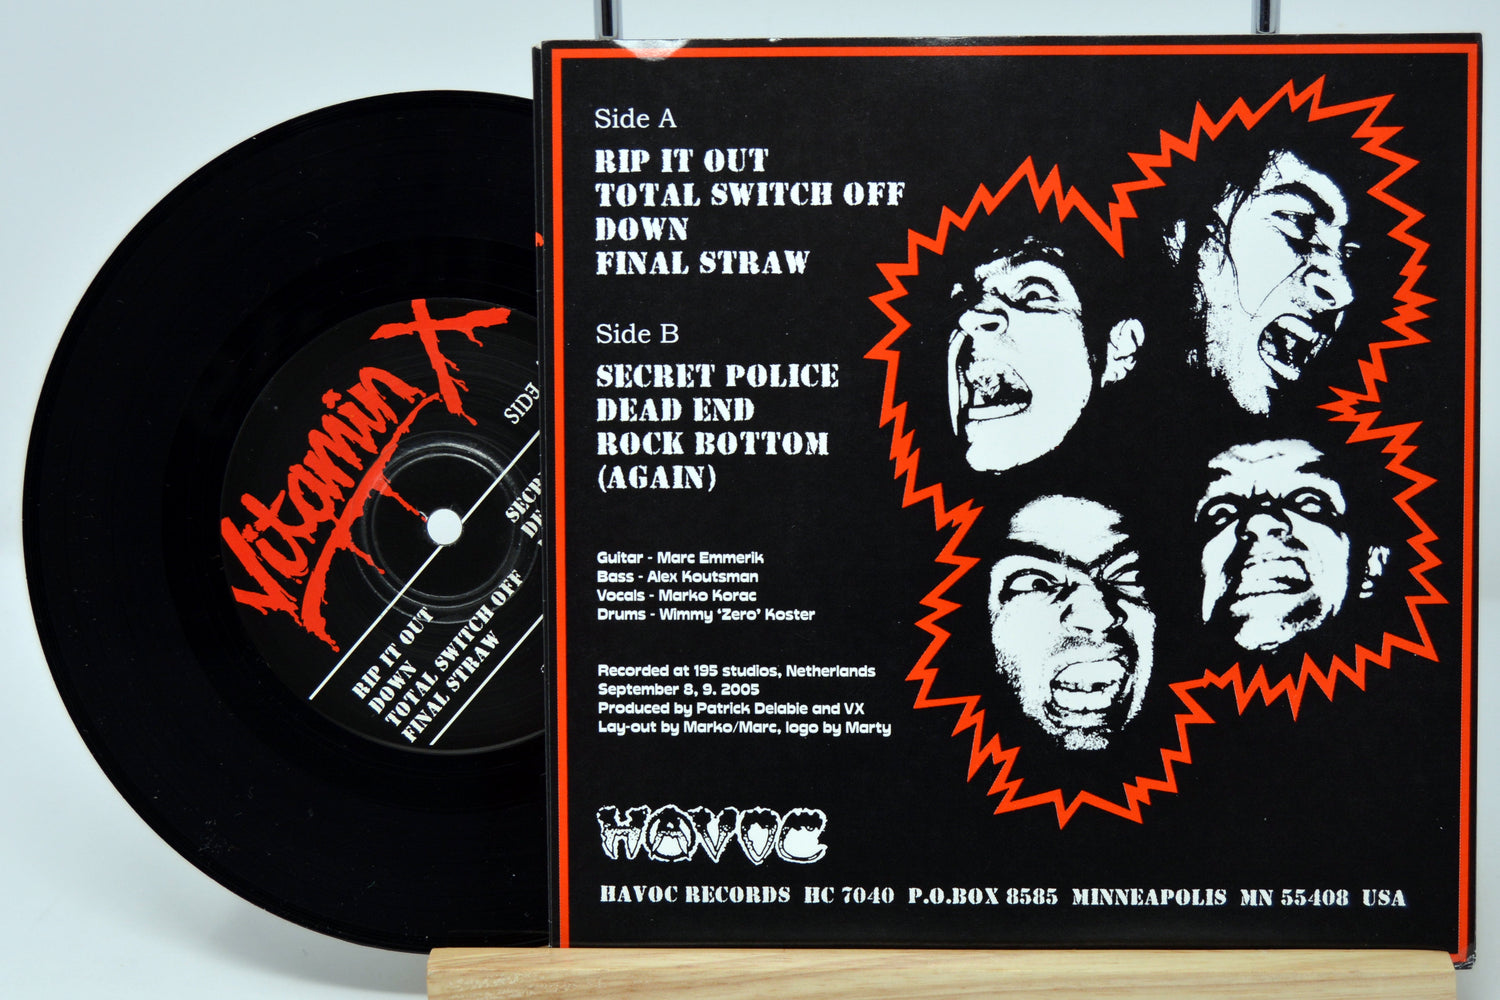 Vitamin X
SIDE
SECR
DE
RIP IT OUT
DOWN
TOTAL SWITCH OFF
FINAL STRAW
Side A
RIP IT OUT
TOTAL SWITCH OFF
DOWN
FINAL STRAW
Side B
SECRET POLICE
DEAD END
ROCK BOTTOM
(AGAIN)
Guitar - Marc Emmerik
Bass - Alex Koutsman
Vocals - Marko Korac
Drums - Wimmy ‘Zero’ Koster
Recorded at 195 studios, Netherlands
September 8, 9. 2005
Produced by Patrick Delabie and VX
Lay-out by Marko/Marc, logo by Marty
HAVOC
HAVOC RECORDS HC 7040 P.O.BOX 8585 MINNEAPOLIS MN 55408 USA